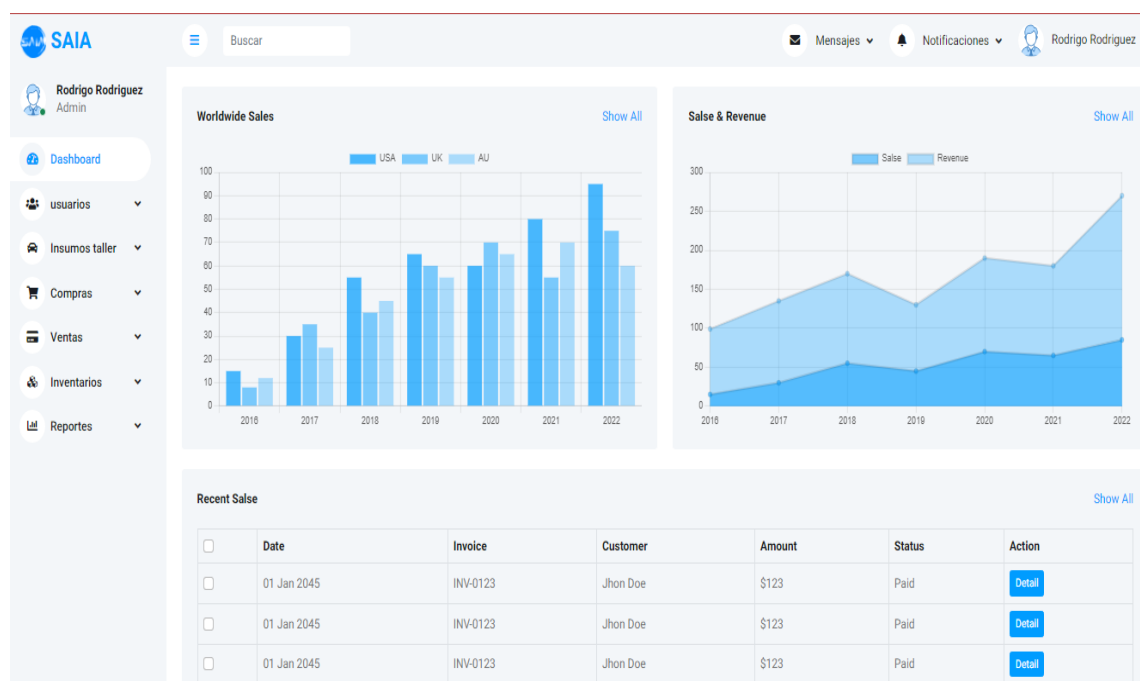 SAIA
Buscar
Mensajes
Notificaciones
Rodrigo Rodriguez
Rodrigo Rodriguez
Admin
Dashboard
usuarios
Insumos taller
Compras
Ventas
Inventarios
Reportes
Worldwide Sales
Show All
USA UK AU
100
90
80
70
60
50
40
30
20
10
0
2016 2017 2018 2019 2020 2021 2022
Salse & Revenue
Show All
Salse Revenue
300
250
200
150
100
50
0
2016 2017 2018 2019 2020 2021 2022
Recent Salse
Show All
Date Invoice Customer Amount Status Action
01 Jan 2045 INV-0123 Jhon Doe $123 Paid Detail
01 Jan 2045 INV-0123 Jhon Doe $123 Paid Detail
01 Jan 2045 INV-0123 Jhon Doe $123 Paid Detail